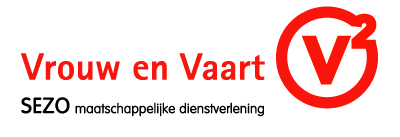 Vrouw en Vaart
V²
SEZO maatschappelijke dienstverlening